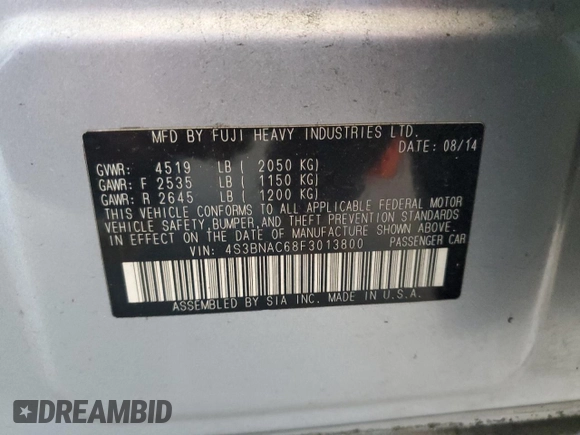 MFD BY FUJI HEAVY INDUSTRIES LTD.
DATE: 08/14
GVWR: 4519 LB ( 2050 KG)
GAWR: F 2535 LB ( 1150 KG)
GAWR: R 2645 LB ( 1200 KG)
THIS VEHICLE CONFORMS TO ALL APPLICABLE FEDERAL MOTOR
VEHICLE SAFETY,BUMPER,AND THEFT PREVENTION STANDARDS
IN EFFECT ON THE DATE OF MANUFACTURE SHOWN ABOVE.
VIN: 4S3BNAC68F3013800 PASSENGER CAR
ASSEMBLED BY SIA INC. MADE IN U.S.A.
DREAMBID